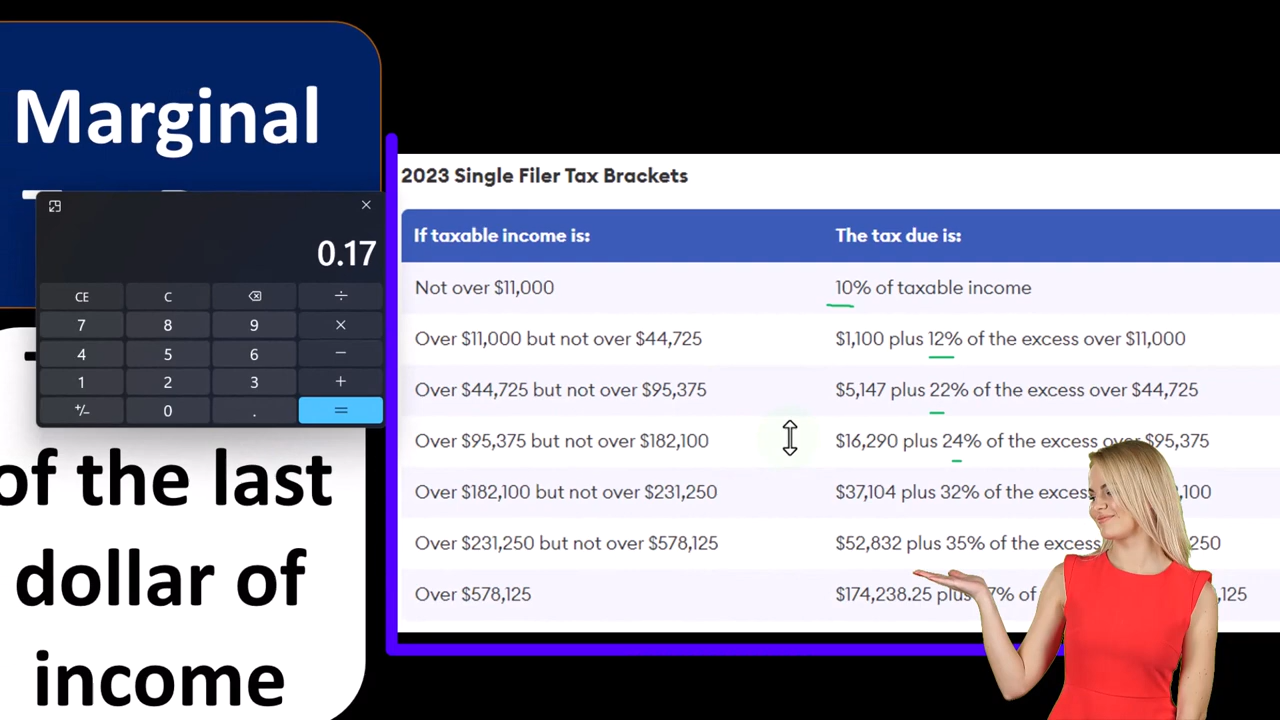 Marginal
0.17
CE C ÷
7 8 9 ×
4 5 6 −
1 2 3 +
+/− 0 . =
of the last
dollar of
income
2023 Single Filer Tax Brackets
If taxable income is: The tax due is:
Not over $11,000 10% of taxable income
Over $11,000 but not over $44,725 $1,100 plus 12% of the excess over $11,000
Over $44,725 but not over $95,375 $5,147 plus 22% of the excess over $44,725
Over $95,375 but not over $182,100 $16,290 plus 24% of the excess over $95,375
Over $182,100 but not over $231,250 $37,104 plus 32% of the excess 100
Over $231,250 but not over $578,125 $52,832 plus 35% of the excess 250
Over $578,125 $174,238.25 plus 7% of ,125